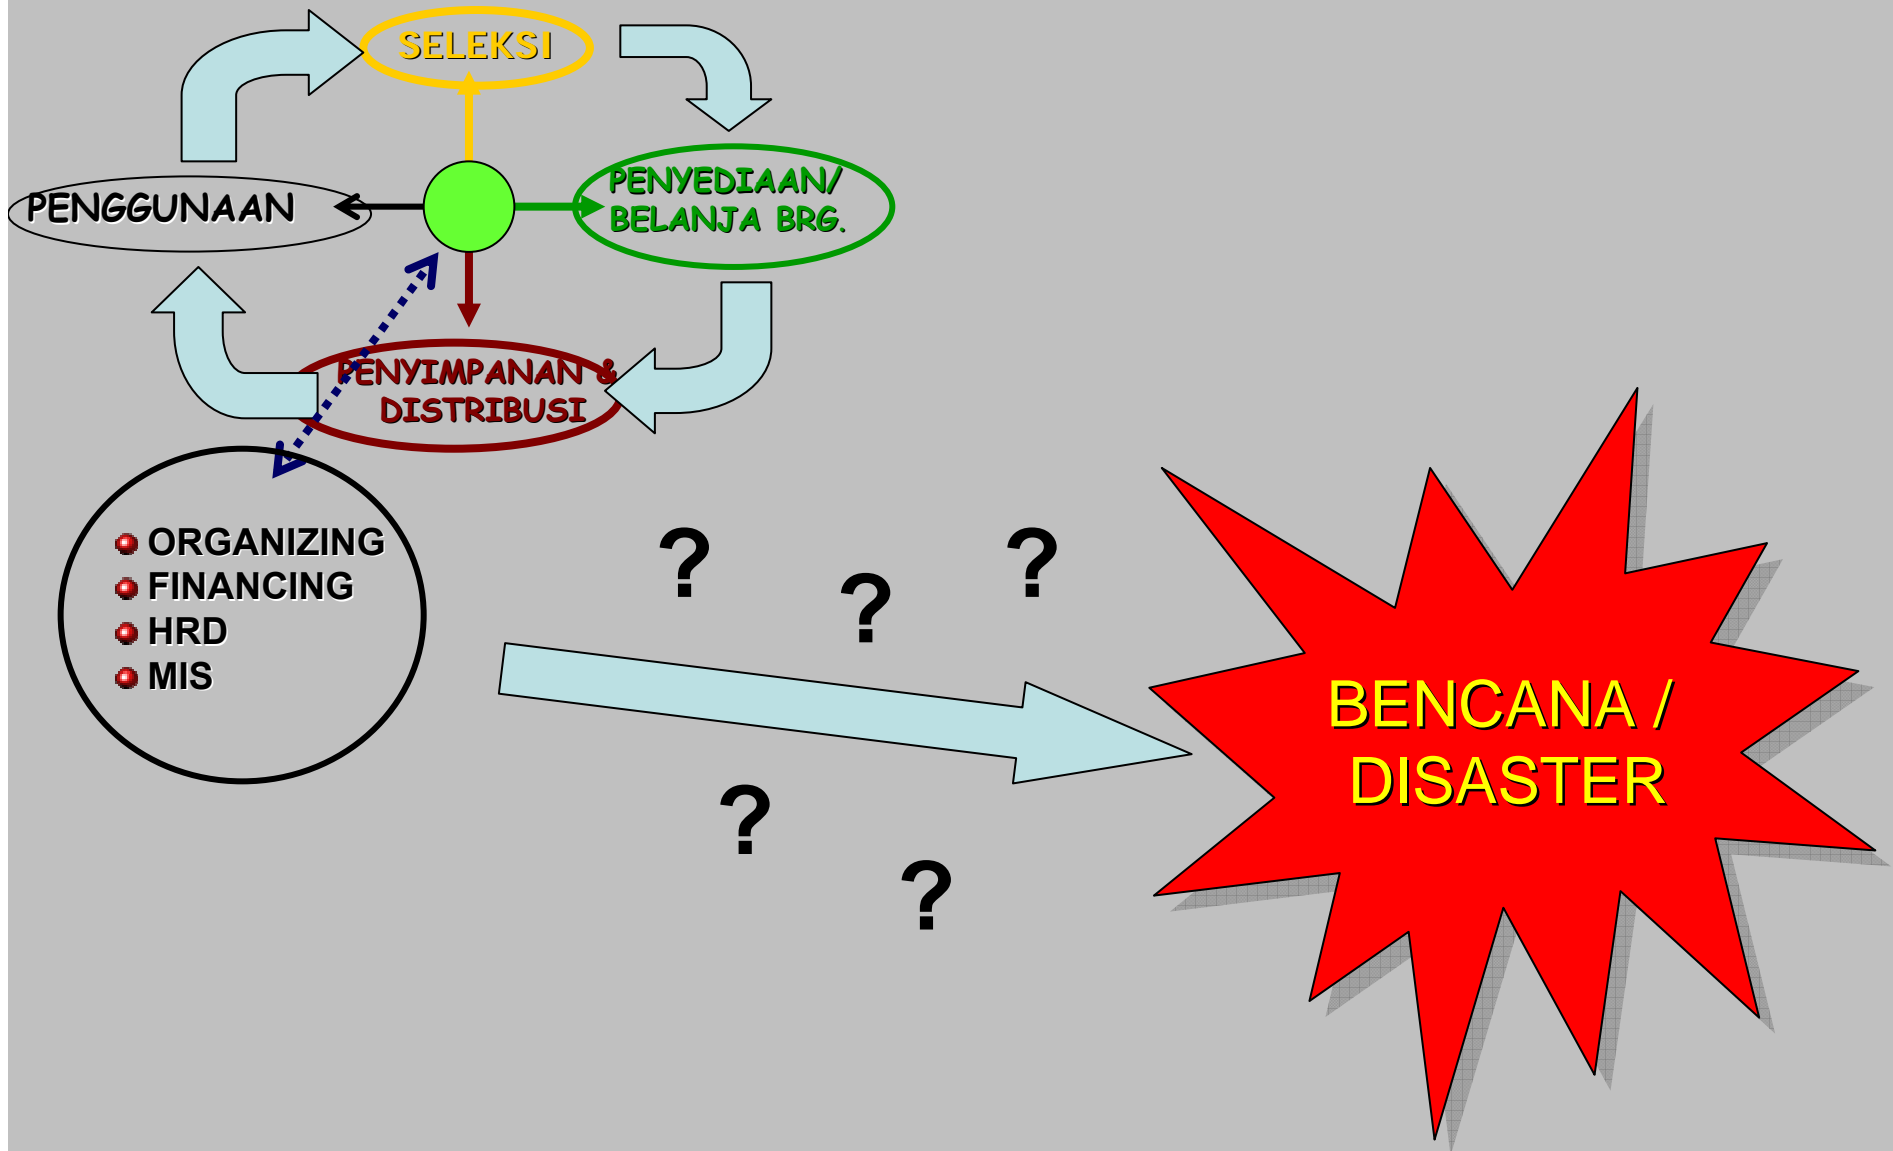 SELEKSI
PENYEDIAAN/
BELANJA BRG.
PENGGUNAAN
PENYIMPANAN &
DISTRIBUSI
ORGANIZING
FINANCING
HRD
MIS
?
?
?
?
?
BENCANA /
DISASTER